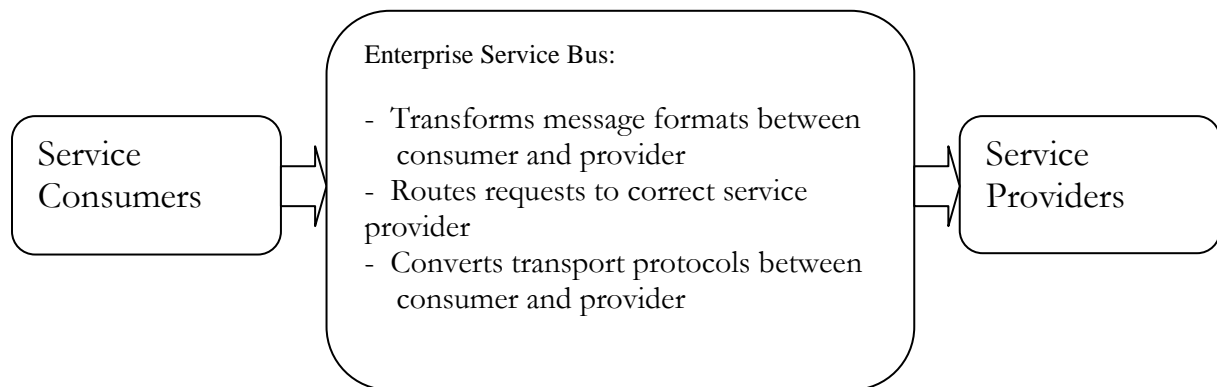 Service
Consumers
Enterprise Service Bus:
- Transforms message formats between
consumer and provider
- Routes requests to correct service
provider
- Converts transport protocols between
consumer and provider
Service
Providers